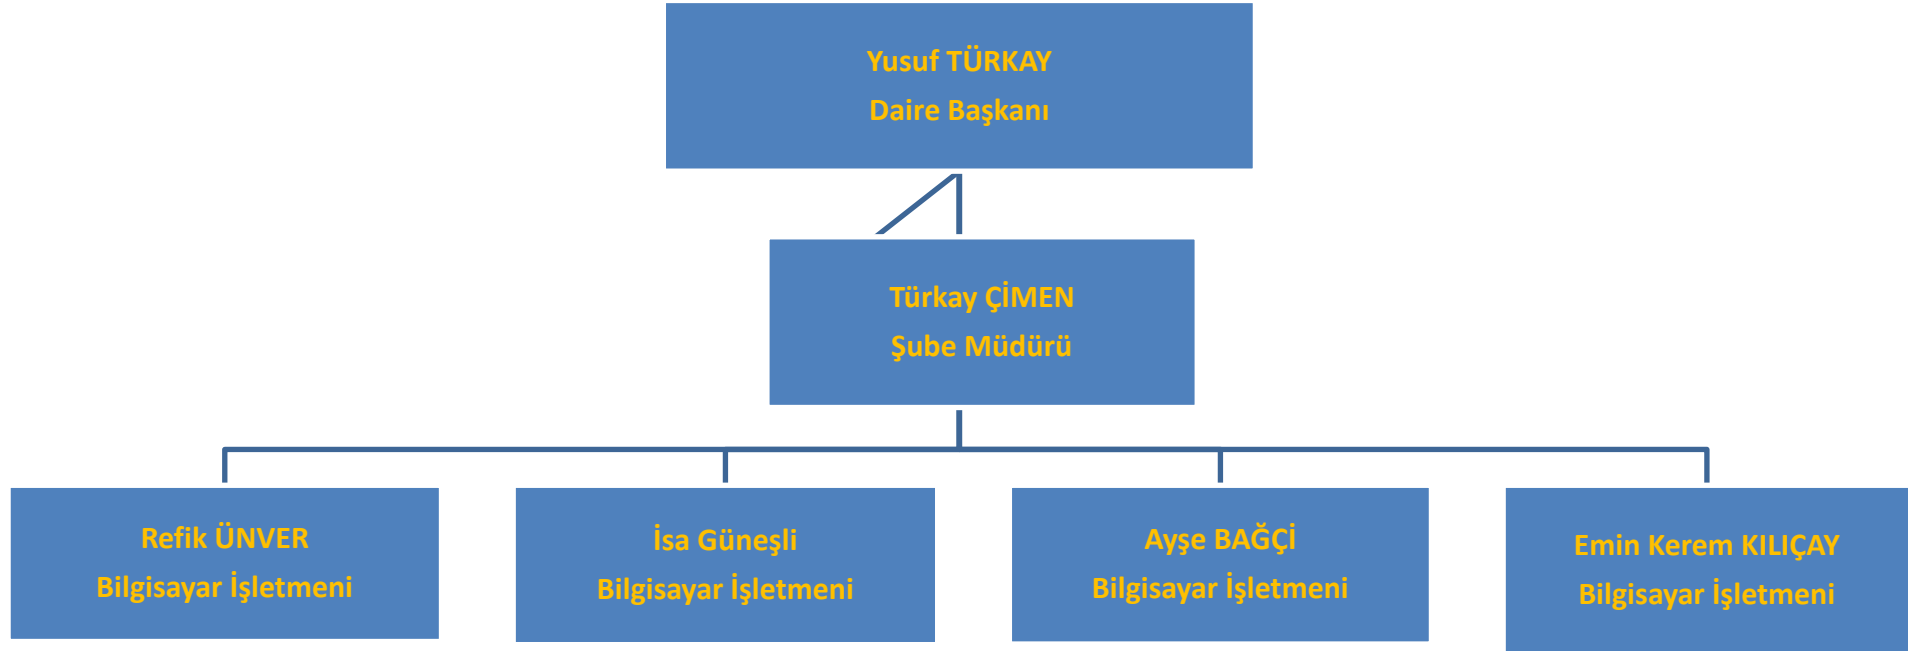 Yusuf TÜRKAY
Daire Başkanı
Türkay ÇİMEN
Şube Müdürü
Refik ÜNVER
Bilgisayar İşletmeni
İsa Güneşli
Bilgisayar İşletmeni
Ayşe BAĞÇİ
Bilgisayar İşletmeni
Emin Kerem KILIÇAY
Bilgisayar İşletmeni